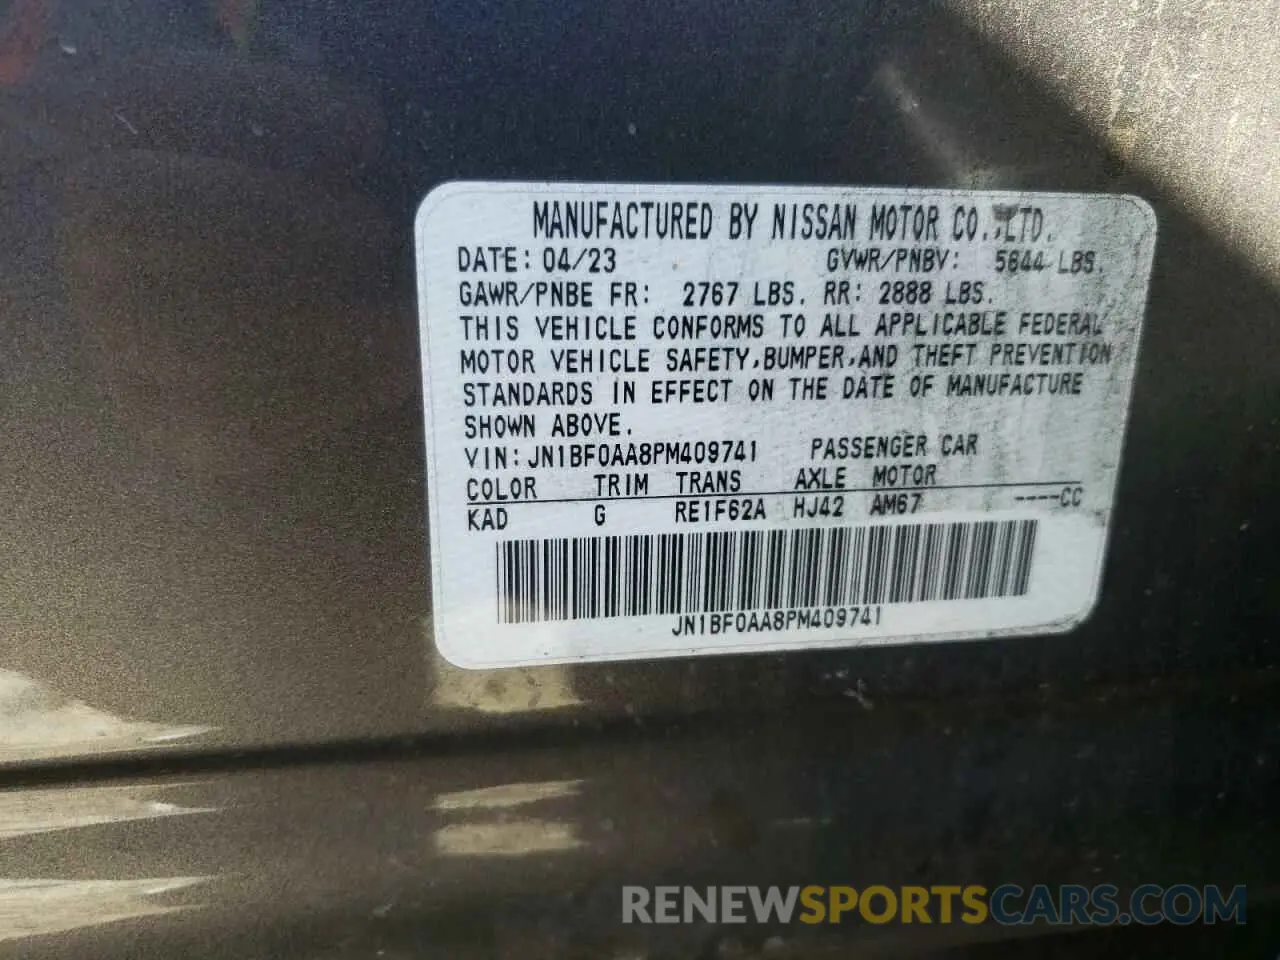 MANUFACTURED BY NISSAN MOTOR CO.,LTD.
DATE: 04/23 GVWR/PNBV: 5644 LBS.
GAWR/PNBE FR: 2767 LBS. RR: 2888 LBS.
THIS VEHICLE CONFORMS TO ALL APPLICABLE FEDERAL
MOTOR VEHICLE SAFETY,BUMPER,AND THEFT PREVENTION
STANDARDS IN EFFECT ON THE DATE OF MANUFACTURE
SHOWN ABOVE.
VIN: JN1BF0AA8PM409741 PASSENGER CAR
COLOR TRIM TRANS AXLE MOTOR
KAD G RE1F62A HJ42 AM67 ----CC
JN1BF0AA8PM409741
RENEWSPORTSCARS.COM